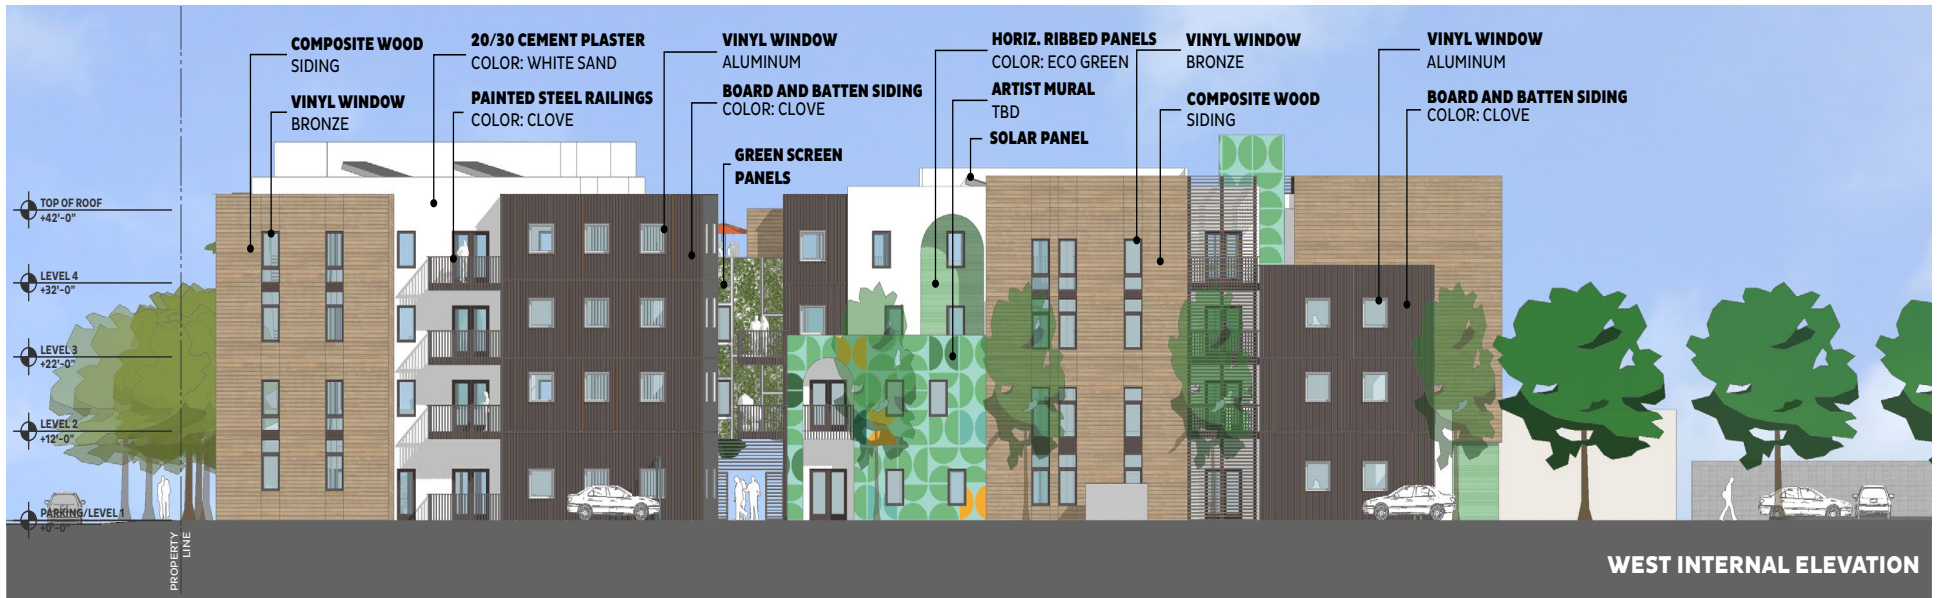 COMPOSITE WOOD
SIDING
VINYL WINDOW
BRONZE
20/30 CEMENT PLASTER
COLOR: WHITE SAND
PAINTED STEEL RAILINGS
COLOR: CLOVE
VINYL WINDOW
ALUMINUM
BOARD AND BATTEN SIDING
COLOR: CLOVE
GREEN SCREEN
PANELS
HORIZ. RIBBED PANELS
COLOR: ECO GREEN
ARTIST MURAL
TBD
SOLAR PANEL
VINYL WINDOW
BRONZE
COMPOSITE WOOD
SIDING
VINYL WINDOW
ALUMINUM
BOARD AND BATTEN SIDING
COLOR: CLOVE
TOP OF ROOF
+42'-0"
LEVEL 4
+32'-0"
LEVEL 3
+22'-0"
LEVEL 2
+12'-0"
PARKING/LEVEL 1
+0'-0"
PROPERTY
LINE
WEST INTERNAL ELEVATION